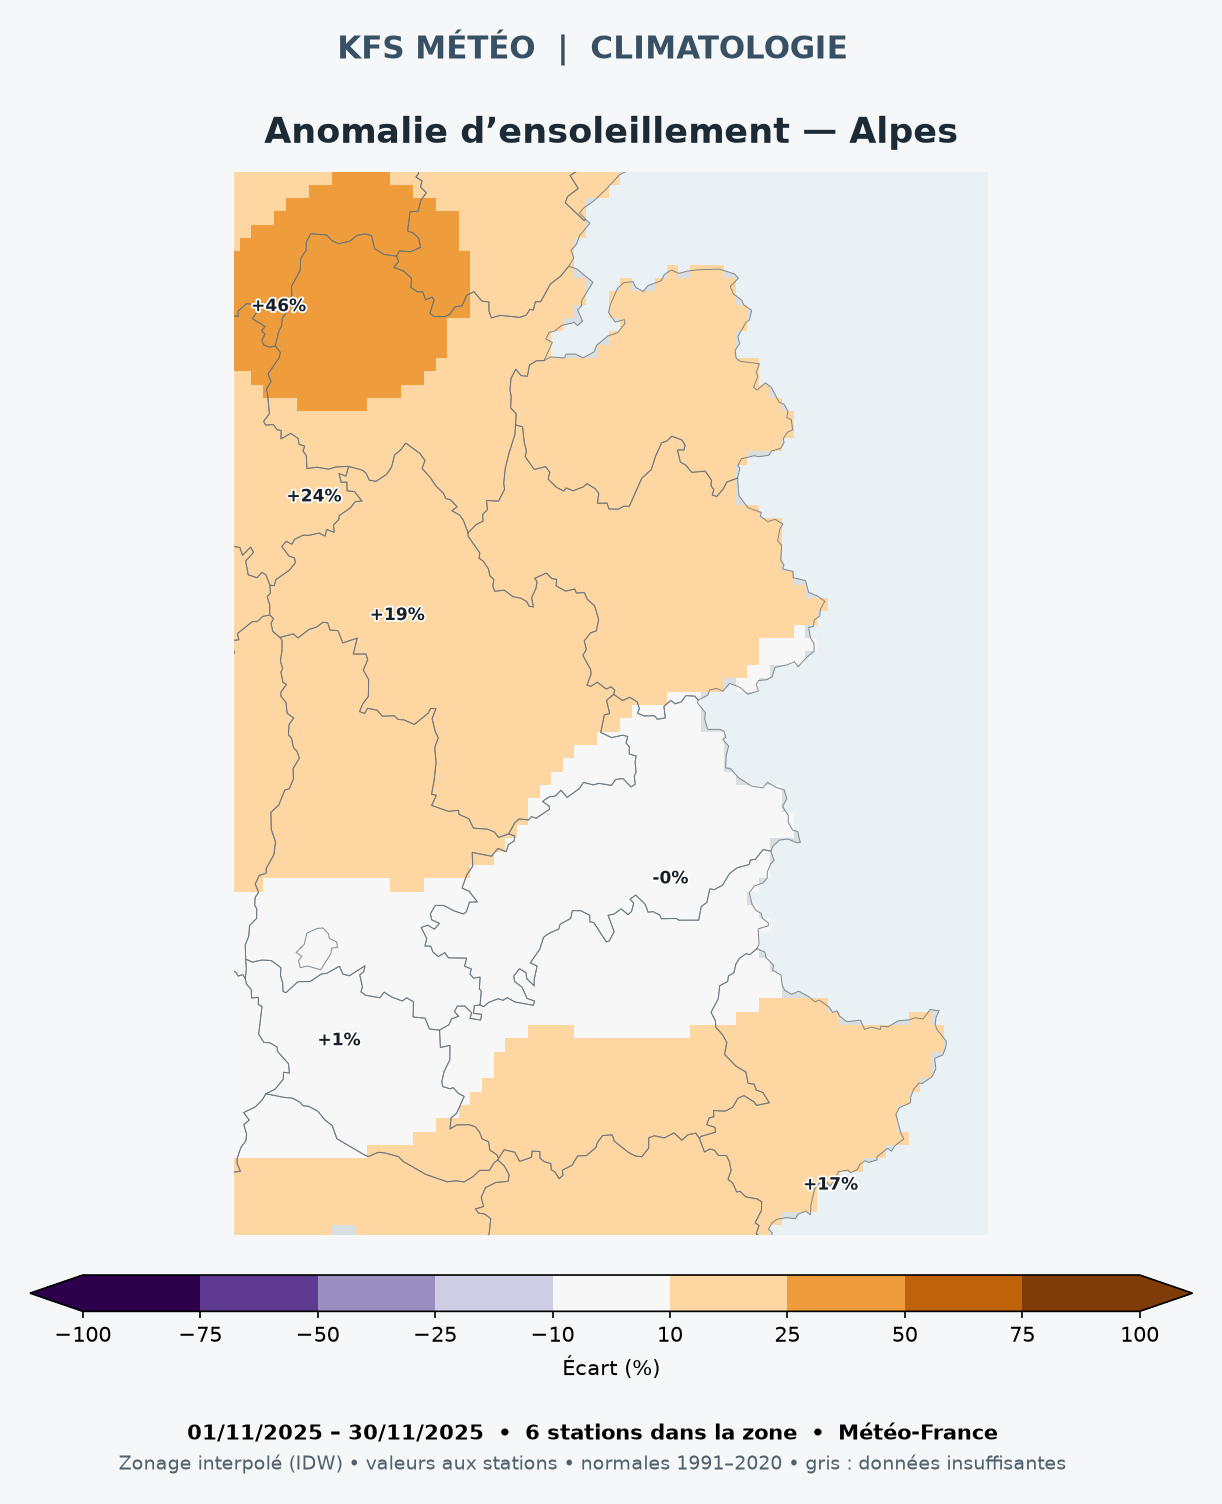 KFS MÉTÉO | CLIMATOLOGIE
Anomalie d’ensoleillement — Alpes
+46%
+24%
+19%
-0%
+1%
+17%
−100 −75 −50 −25 −10 10 25 50 75 100
Écart (%)
01/11/2025 – 30/11/2025 • 6 stations dans la zone • Météo-France
Zonage interpolé (IDW) • valeurs aux stations • normales 1991–2020 • gris : données insuffisantes